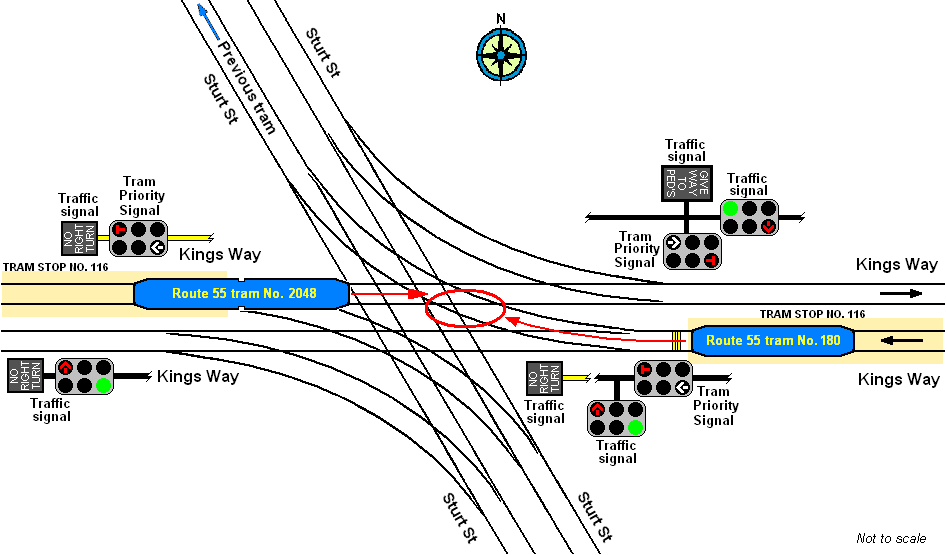 N
Sturt St
Previous tram
Sturt St
Traffic
signal
GIVE
WAY
TO
PED'S
Traffic
signal
Tram
Priority
Signal
Traffic
signal
NO
RIGHT
TURN
Tram
Priority
Signal
Kings Way
TRAM STOP NO. 116
Kings Way
Route 55 tram No. 2048
TRAM STOP NO. 116
Route 55 tram No. 180
Kings Way
Kings Way
NO
RIGHT
TURN
Traffic
signal
NO
RIGHT
TURN
Traffic
signal
Tram
Priority
Signal
Traffic
signal
Sturt St
Sturt St
Not to scale